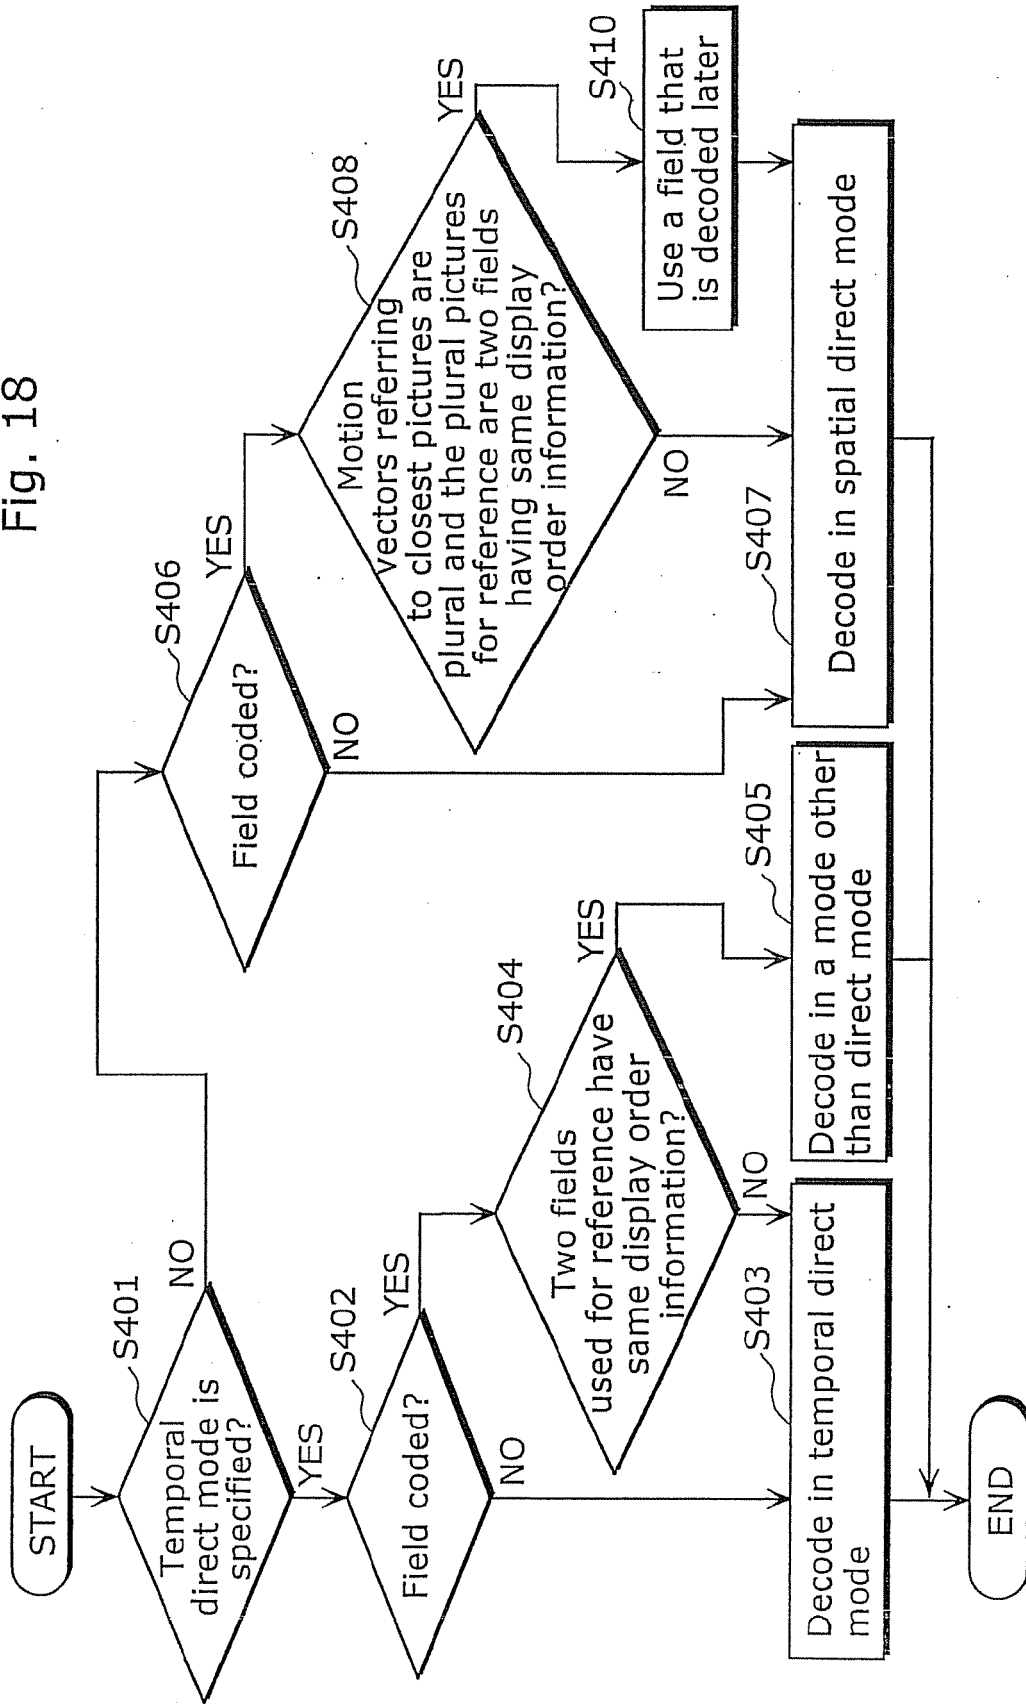 Fig. 18
START
S401
Temporal
direct mode is
specified?
NO
YES
S402
Field coded?
YES
NO
S404
Two fields
used for reference have
same display order
information?
YES
NO
S403
Decode in temporal direct
mode
S405
Decode in a mode other
than direct mode
S406
Field coded?
YES
NO
S408
Motion
vectors referring
to closest pictures are
plural and the plural pictures
for reference are two fields
having same display
order information?
YES
NO
S410
Use a field that
is decoded later
S407
Decode in spatial direct mode
END